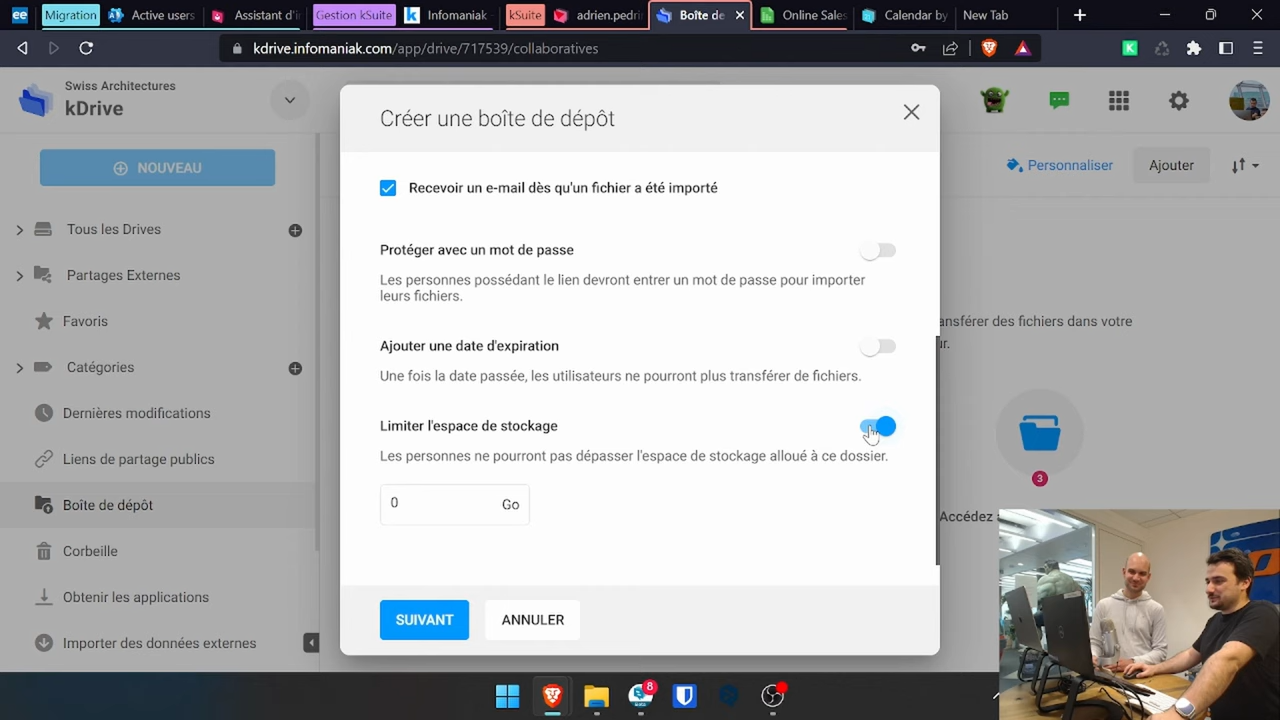 Migration
Active users
Assistant d'i
Gestion kSuite
Infomaniak
kSuite
adrien.pedri
Boîte de
Online Sales
Calendar by
New Tab
kdrive.infomaniak.com/app/drive/717539/collaboratives
Swiss Architectures
kDrive
NOUVEAU
Tous les Drives
Partages Externes
Favoris
Catégories
Dernières modifications
Liens de partage publics
Boîte de dépôt
Corbeille
Obtenir les applications
Importer des données externes
Créer une boîte de dépôt
Recevoir un e-mail dès qu'un fichier a été importé
Protéger avec un mot de passe
Les personnes possédant le lien devront entrer un mot de passe pour importer
leurs fichiers.
Ajouter une date d'expiration
Une fois la date passée, les utilisateurs ne pourront plus transférer de fichiers.
Limiter l'espace de stockage
Les personnes ne pourront pas dépasser l'espace de stockage alloué à ce dossier.
0 Go
SUIVANT
ANNULER
Personnaliser
Ajouter
ansférer des fichiers dans votre
ur.
3
Accédez
8